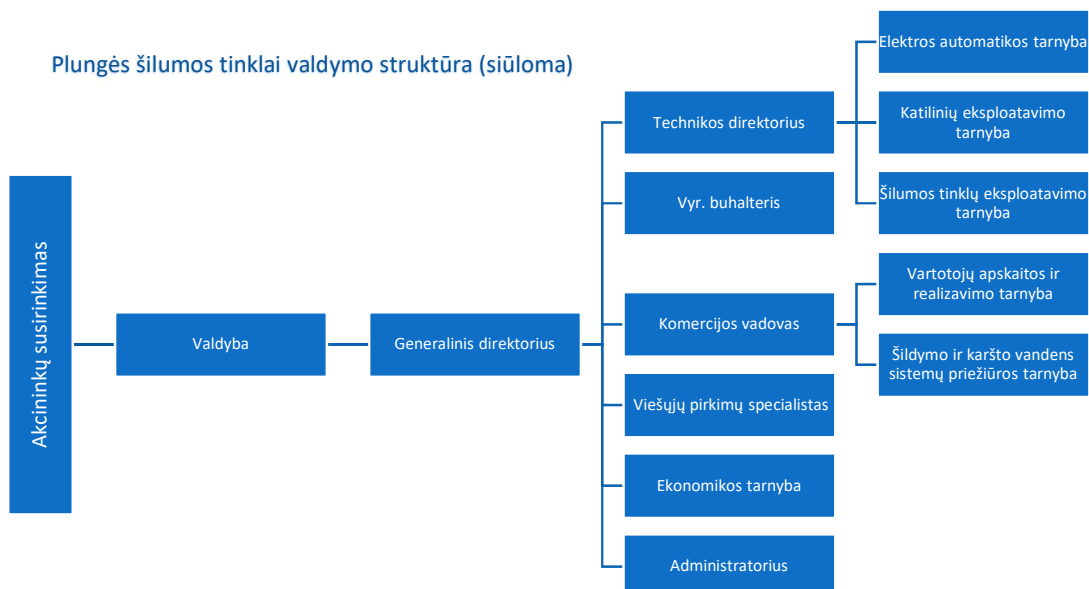 Plungės šilumos tinklai valdymo struktūra (siūloma)
Akcininkų susirinkimas
Valdyba
Generalinis direktorius
Technikos direktorius
Elektros automatikos tarnyba
Katilinių eksploatavimo
tarnyba
Šilumos tinklų eksploatavimo
tarnyba
Vyr. buhalteris
Komercijos vadovas
Vartotojų apskaitos ir
realizavimo tarnyba
Šildymo ir karšto vandens
sistemų priežiūros tarnyba
Viešųjų pirkimų specialistas
Ekonomikos tarnyba
Administratorius